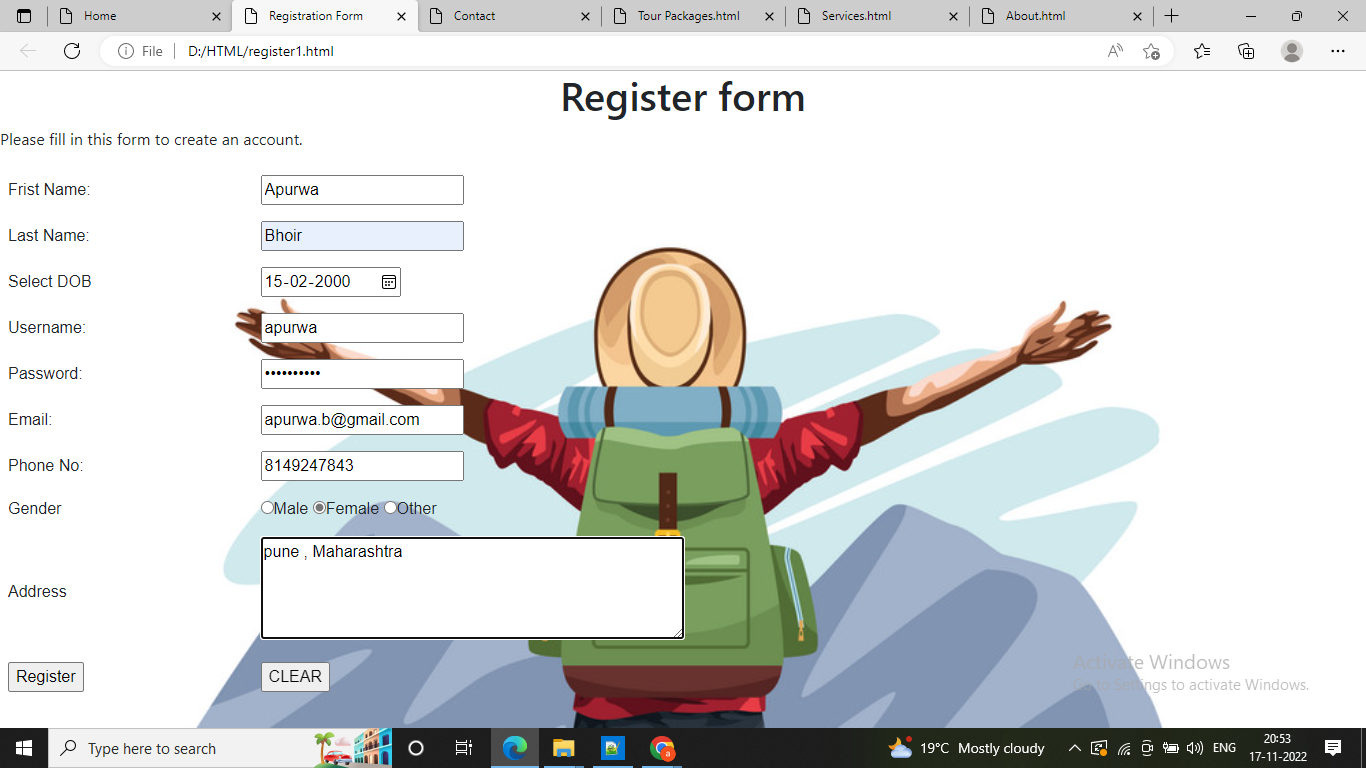 Home Registration Form Contact Tour Packages.html Services.html About.html
File D:/HTML/register1.html
Register form
Please fill in this form to create an account.
Frist Name: Apurwa
Last Name: Bhoir
Select DOB 15-02-2000
Username: apurwa
Password: ••••••••••
Email: apurwa.b@gmail.com
Phone No: 8149247843
Gender Male Female Other
pune , Maharashtra
Address
Activate Windows
Register CLEAR
Go to Settings to activate Windows.
Type here to search 19°C Mostly cloudy ENG 20:53
17-11-2022